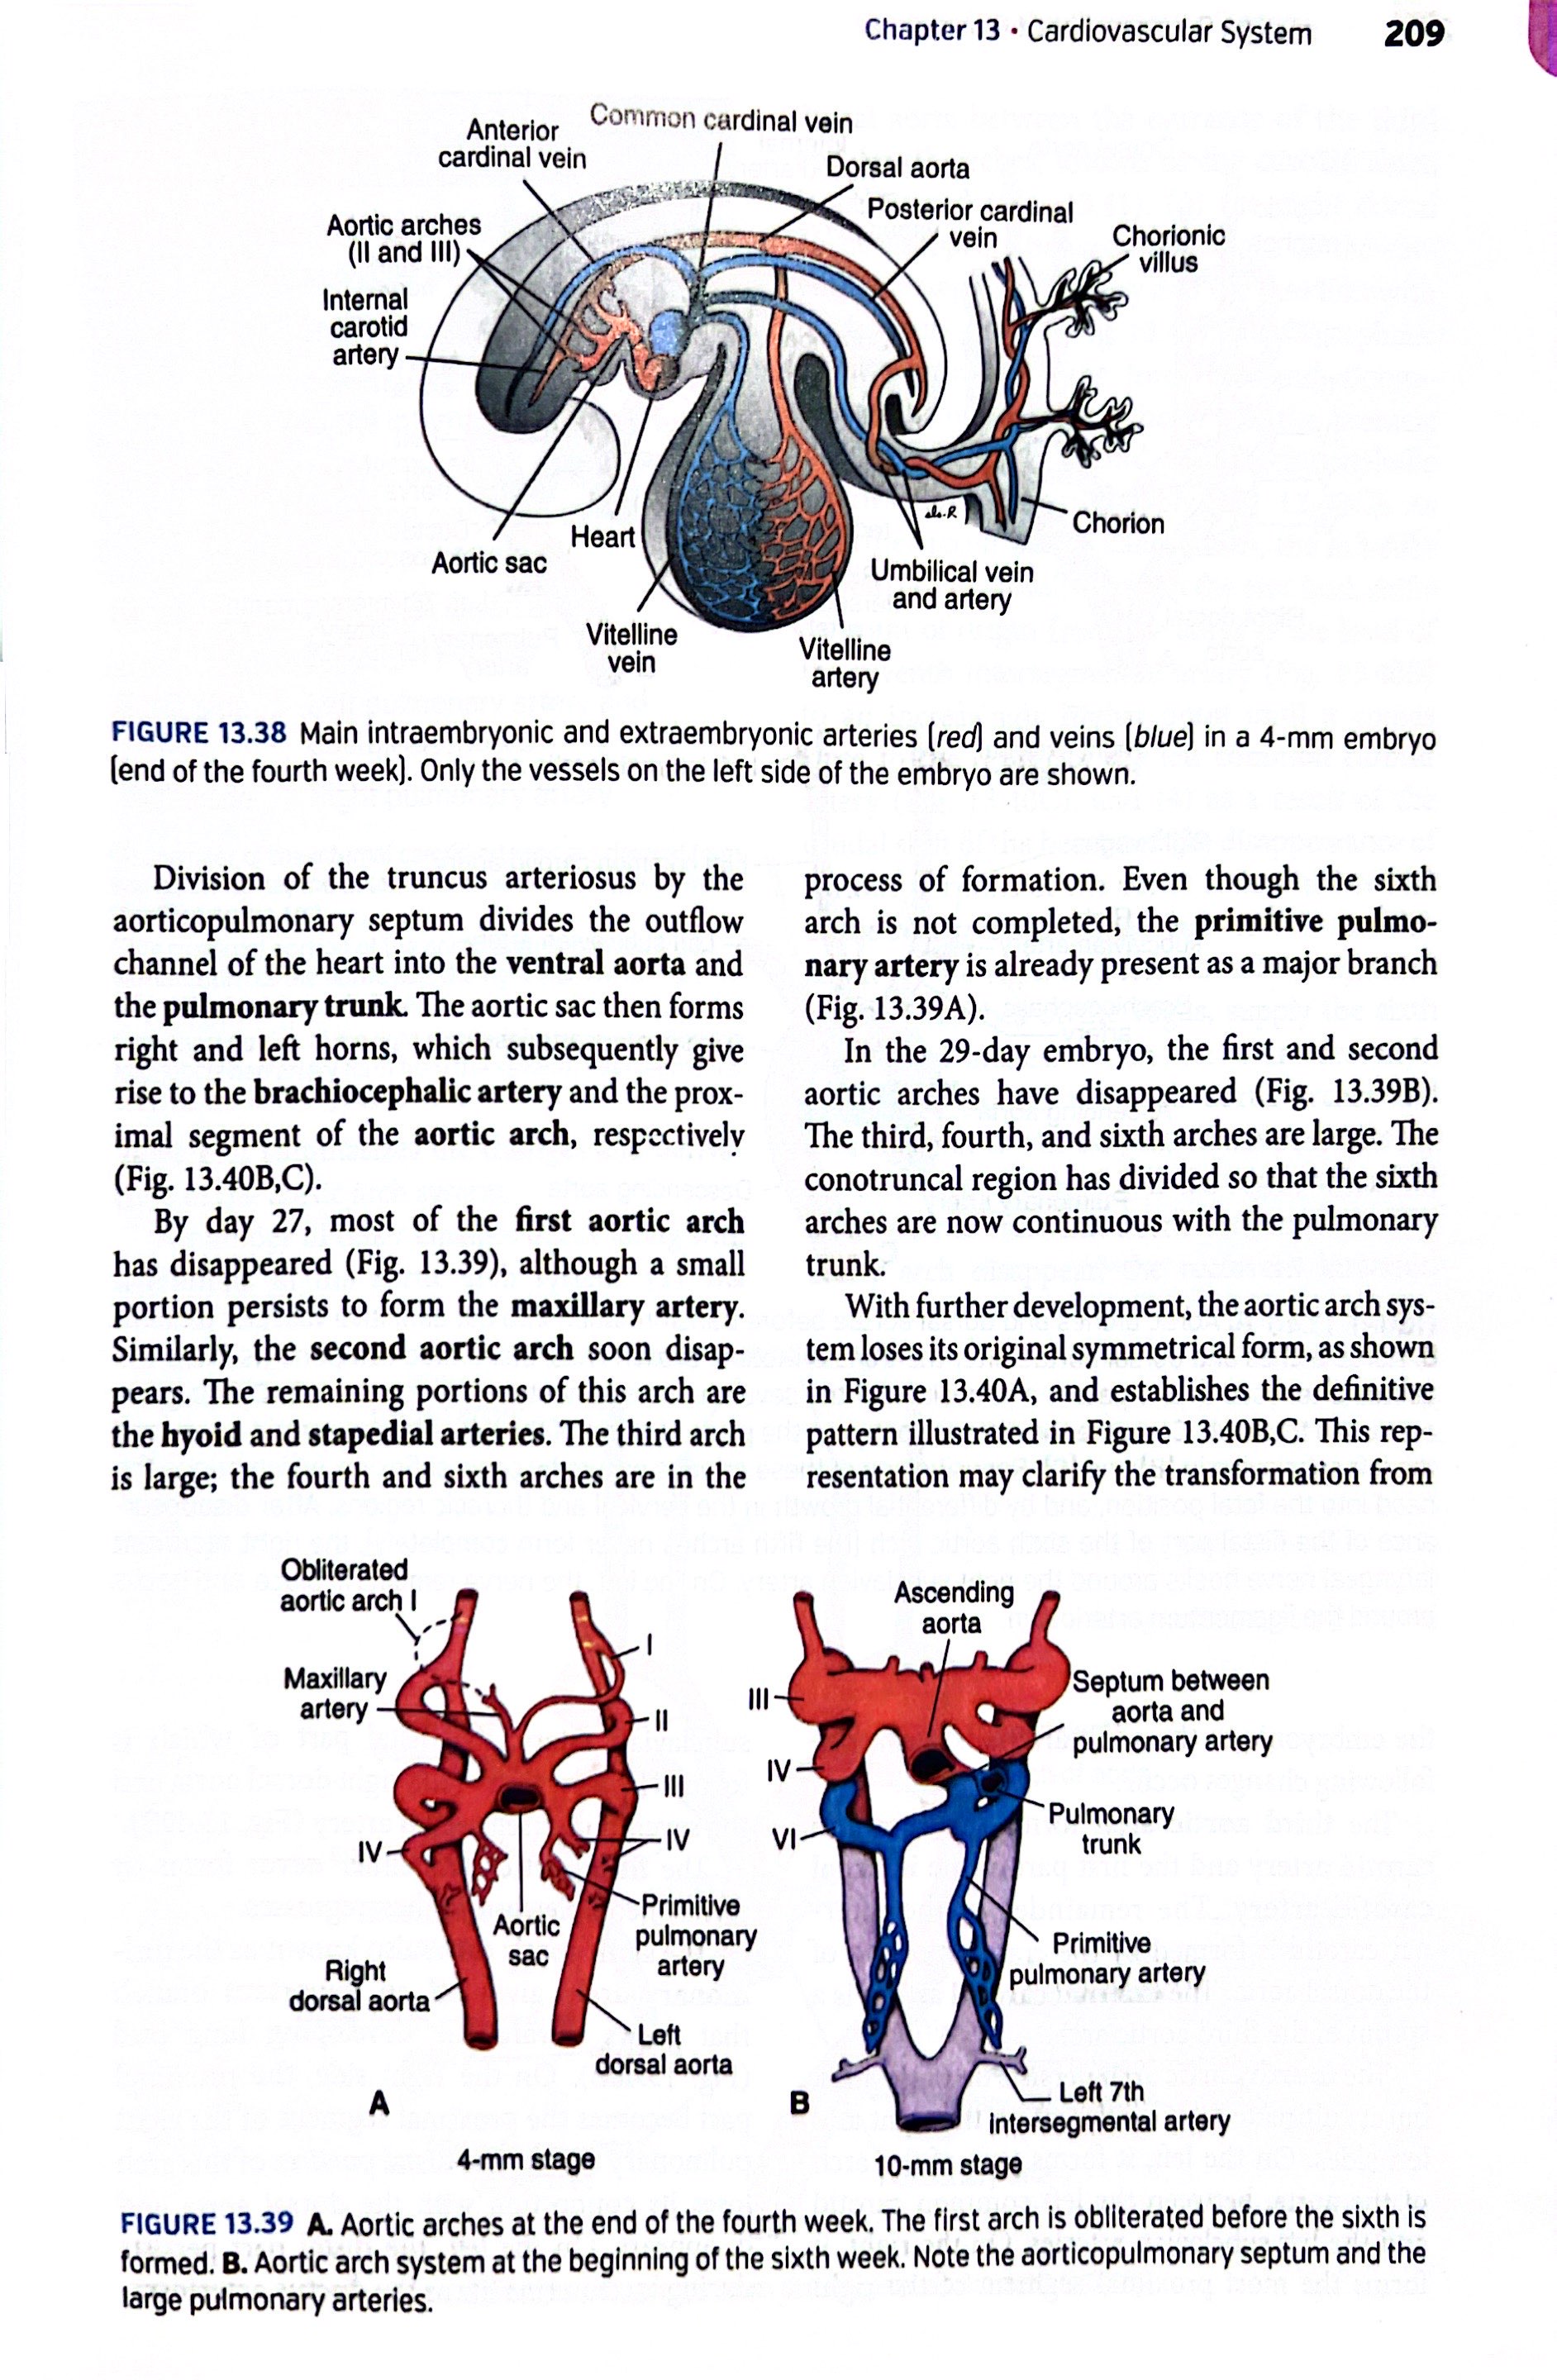 Chapter 13 • Cardiovascular System 209
Anterior
cardinal vein
Common cardinal vein
Dorsal aorta
Posterior cardinal
vein
Chorionic
villus
Aortic arches
(II and III)
Internal
carotid
artery
Heart
Aortic sac
Chorion
Umbilical vein
and artery
Vitelline
vein
Vitelline
artery
FIGURE 13.38 Main intraembryonic and extraembryonic arteries (red) and veins (blue) in a 4-mm embryo
(end of the fourth week). Only the vessels on the left side of the embryo are shown.
Division of the truncus arteriosus by the
aorticopulmonary septum divides the outflow
channel of the heart into the ventral aorta and
the pulmonary trunk. The aortic sac then forms
right and left horns, which subsequently give
rise to the brachiocephalic artery and the prox-
imal segment of the aortic arch, respectively
(Fig. 13.40B,C).
By day 27, most of the first aortic arch
has disappeared (Fig. 13.39), although a small
portion persists to form the maxillary artery.
Similarly, the second aortic arch soon disap-
pears. The remaining portions of this arch are
the hyoid and stapedial arteries. The third arch
is large; the fourth and sixth arches are in the
process of formation. Even though the sixth
arch is not completed, the primitive pulmo-
nary artery is already present as a major branch
(Fig. 13.39A).
In the 29-day embryo, the first and second
aortic arches have disappeared (Fig. 13.39B).
The third, fourth, and sixth arches are large. The
conotruncal region has divided so that the sixth
arches are now continuous with the pulmonary
trunk.
With further development, the aortic arch sys-
tem loses its original symmetrical form, as shown
in Figure 13.40A, and establishes the definitive
pattern illustrated in Figure 13.40B,C. This rep-
resentation may clarify the transformation from
Obliterated
aortic arch I
Maxillary
artery
I
II
III
IV
IV
Aortic
sac
Primitive
pulmonary
artery
Right
dorsal aorta
Left
dorsal aorta
A
4-mm stage
Ascending
aorta
III
Septum between
aorta and
pulmonary artery
IV
Pulmonary
trunk
VI
Primitive
pulmonary artery
Left 7th
intersegmental artery
B
10-mm stage
FIGURE 13.39 A. Aortic arches at the end of the fourth week. The first arch is obliterated before the sixth is
formed. B. Aortic arch system at the beginning of the sixth week. Note the aorticopulmonary septum and the
large pulmonary arteries.